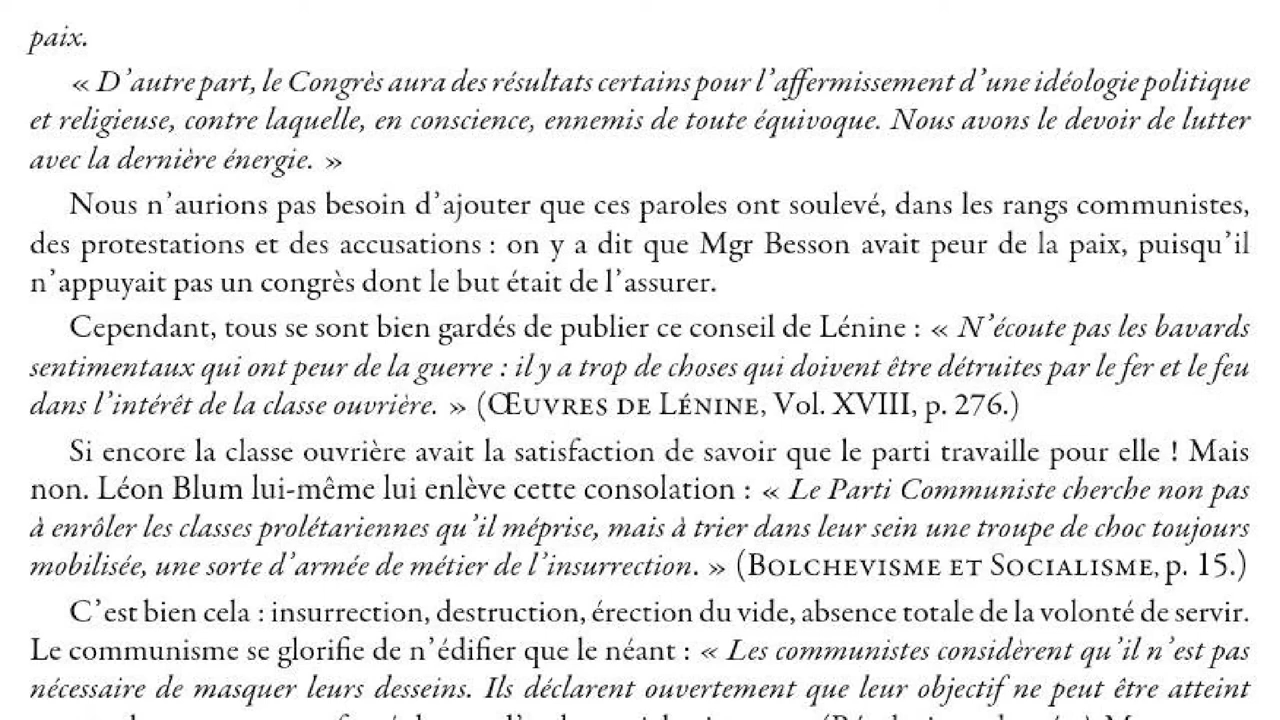 paix.
« D’autre part, le Congrès aura des résultats certains pour l’affermissement d’une idéologie politique
et religieuse, contre laquelle, en conscience, ennemis de toute équivoque. Nous avons le devoir de lutter
avec la dernière énergie. »
Nous n’aurions pas besoin d’ajouter que ces paroles ont soulevé, dans les rangs communistes,
des protestations et des accusations : on y a dit que Mgr Besson avait peur de la paix, puisqu’il
n’appuyait pas un congrès dont le but était de l’assurer.
Cependant, tous se sont bien gardés de publier ce conseil de Lénine : « N’écoute pas les bavards
sentimentaux qui ont peur de la guerre : il y a trop de choses qui doivent être détruites par le fer et le feu
dans l’intérêt de la classe ouvrière. » (ŒUVRES DE LÉNINE, Vol. XVIII, p. 276.)
Si encore la classe ouvrière avait la satisfaction de savoir que le parti travaille pour elle ! Mais
non. Léon Blum lui-même lui enlève cette consolation : « Le Parti Communiste cherche non pas
à enrôler les classes prolétariennes qu’il méprise, mais à trier dans leur sein une troupe de choc toujours
mobilisée, une sorte d’armée de métier de l’insurrection. » (BOLCHEVISME ET SOCIALISME, p. 15.)
C’est bien cela : insurrection, destruction, érection du vide, absence totale de la volonté de servir.
Le communisme se glorifie de n’édifier que le néant : « Les communistes considèrent qu’il n’est pas
nécessaire de masquer leurs desseins. Ils déclarent ouvertement que leur objectif ne peut être atteint